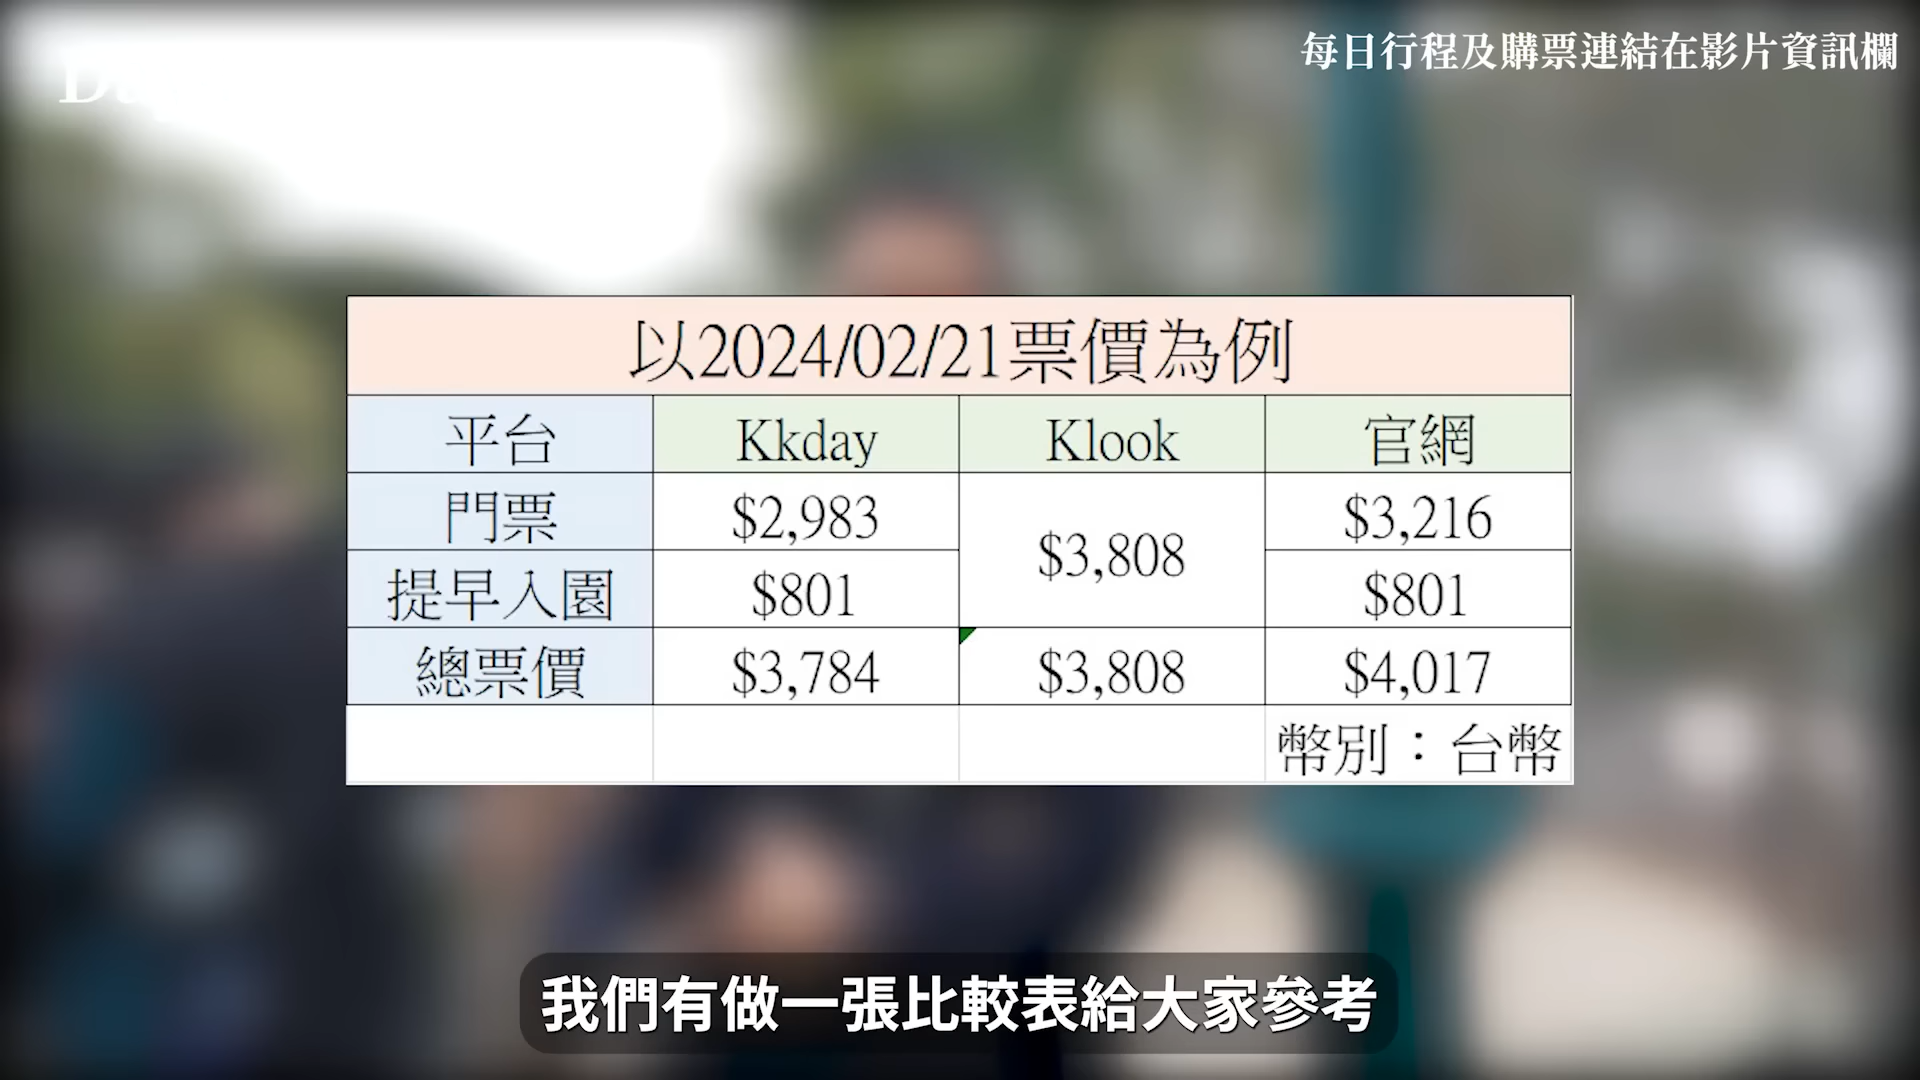 每日行程及購票連結在影片資訊欄
以2024/02/21票價為例
平台 Kkday Klook 官網
門票 $2,983 $3,808 $3,216
提早入園 $801 $801
總票價 $3,784 $3,808 $4,017
幣別：台幣
我們有做一張比較表給大家參考